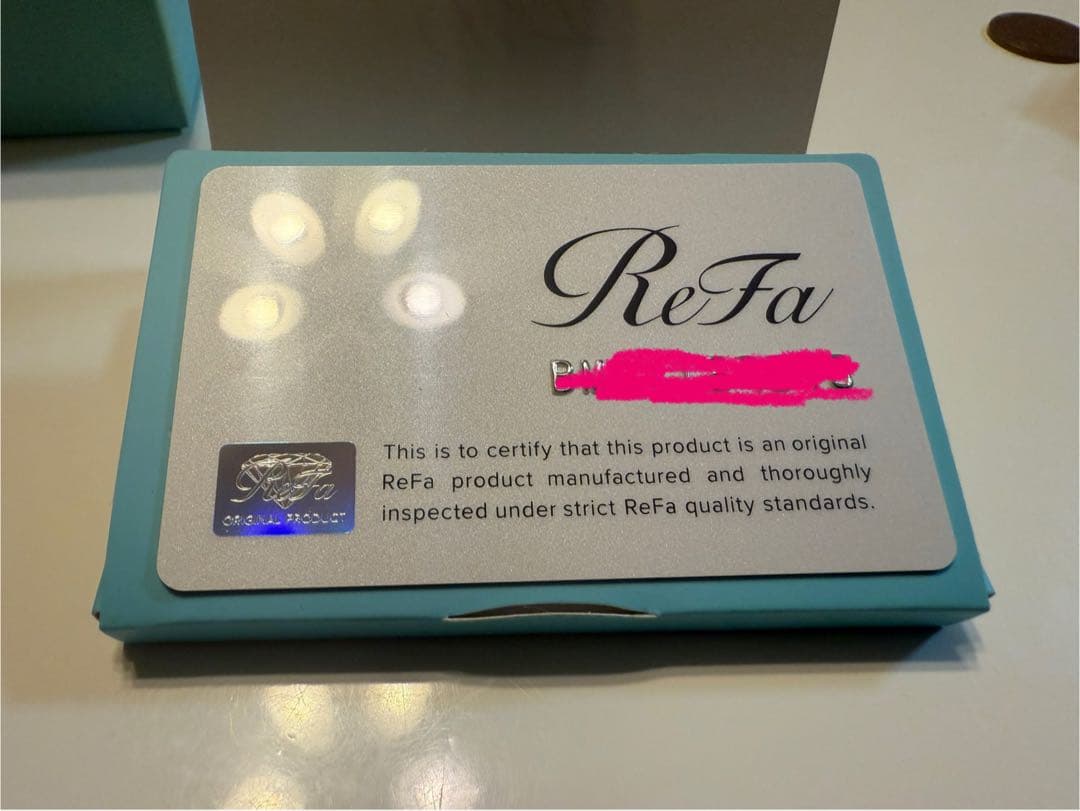 ReFa
This is to certify that this product is an original
ReFa product manufactured and thoroughly
inspected under strict ReFa quality standards.
ReFa
ORIGINAL PRODUCT